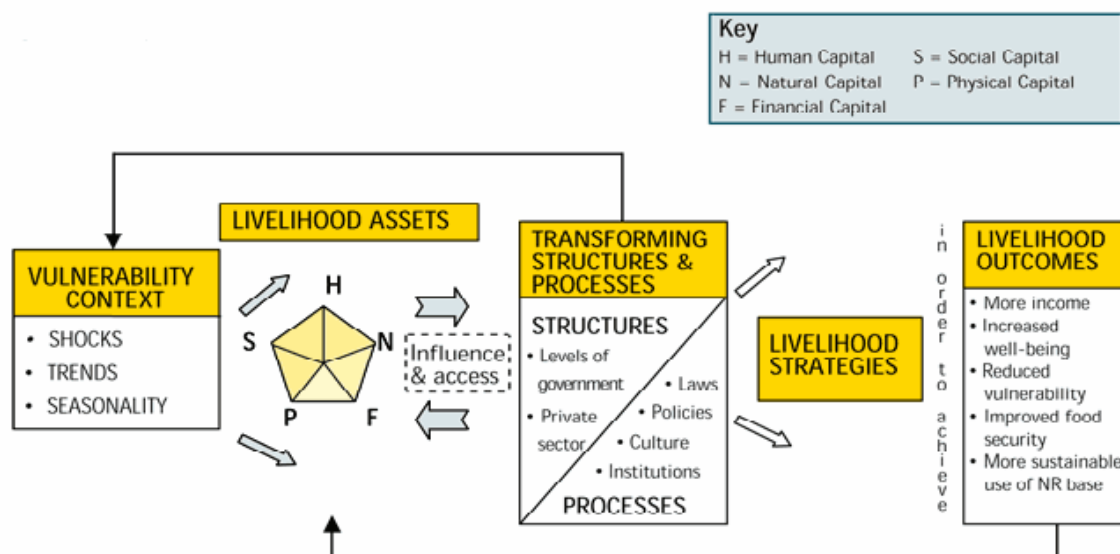 Key
H = Human Capital S = Social Capital
N = Natural Capital P = Physical Capital
F = Financial Capital
LIVELIHOOD ASSETS
VULNERABILITY
CONTEXT
• SHOCKS
• TRENDS
• SEASONALITY
H
S
N
P
F
Influence
& access
TRANSFORMING
STRUCTURES &
PROCESSES
STRUCTURES
• Levels of
government
• Private
sector
• Laws
• Policies
• Culture
• Institutions
PROCESSES
LIVELIHOOD
STRATEGIES
in order to achieve
LIVELIHOOD
OUTCOMES
• More income
• Increased
well-being
• Reduced
vulnerability
• Improved food
security
• More sustainable
use of NR base